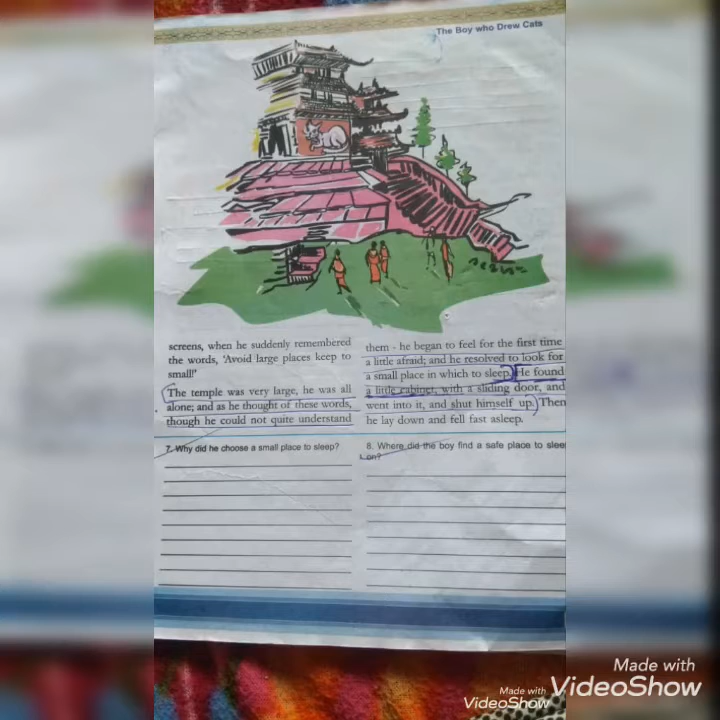 The Boy who Drew Cats
screens, when he suddenly remembered
the words, 'Avoid large places keep to
small!'
The temple was very large, he was all
alone; and as he thought of these words,
though he could not quite understand
them - he began to feel for the first time
a little afraid; and he resolved to look for
a small place in which to sleep. He found
a little cabinet, with a sliding door, and
went into it, and shut himself up. Then
he lay down and fell fast asleep.
7. Why did he choose a small place to sleep?
8. Where did the boy find a safe place to slee
on?
Made with
VideoShow
Made with
VideoShow